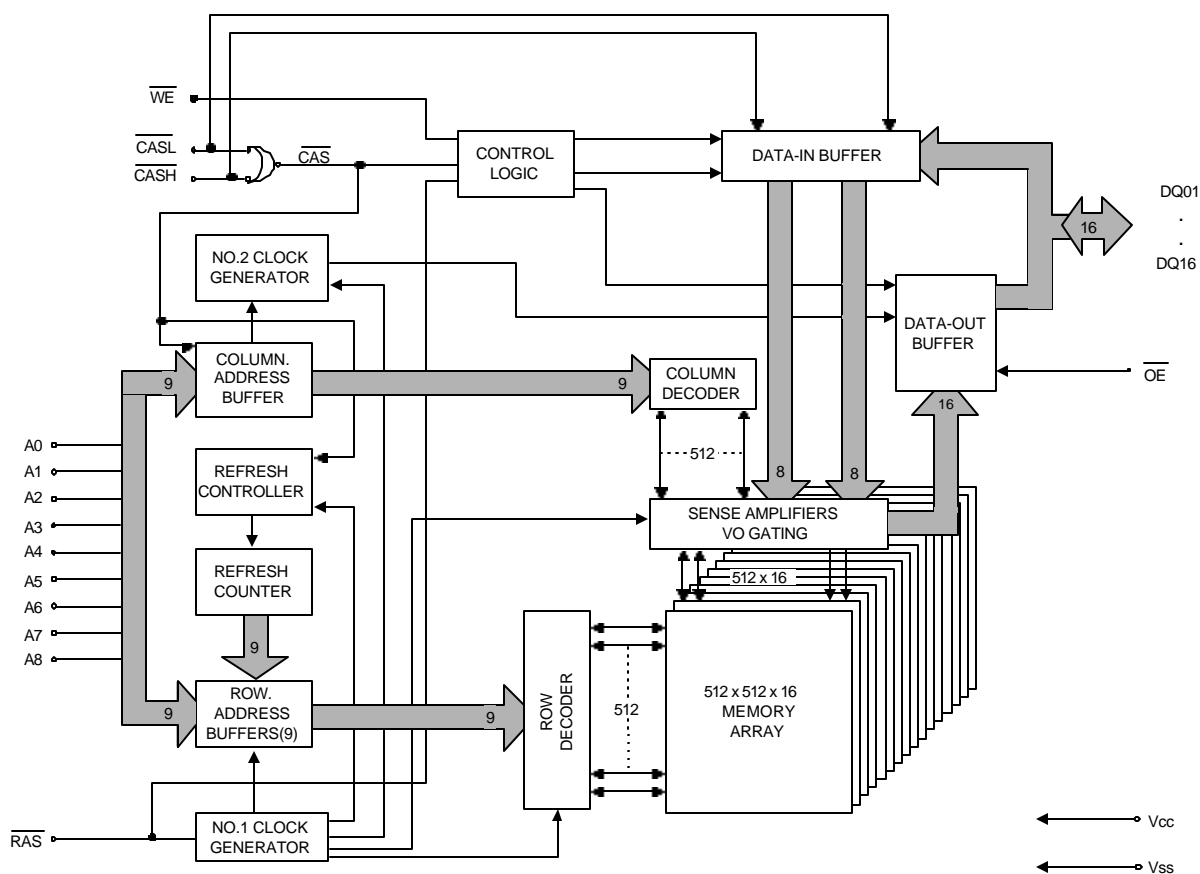 WE
CASL
CASH
CAS
CONTROL
LOGIC
DATA-IN BUFFER
DQ01
.
.
DQ16
16
NO.2 CLOCK
GENERATOR
DATA-OUT
BUFFER
OE
COLUMN.
ADDRESS
BUFFER
9
9
COLUMN
DECODER
16
512
8
8
A0
A1
A2
A3
A4
A5
A6
A7
A8
REFRESH
CONTROLLER
SENSE AMPLIFIERS
VO GATING
REFRESH
COUNTER
512 x 16
9
9
ROW.
ADDRESS
BUFFERS(9)
9
ROW
DECODER
512
512 x 512 x 16
MEMORY
ARRAY
RAS
NO.1 CLOCK
GENERATOR
Vcc
Vss